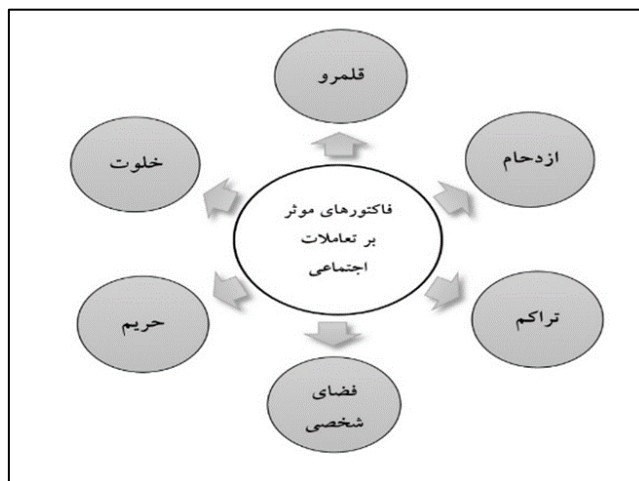 قلمرو
ازدحام
خلوت
فاکتورهای موثر
بر تعاملات
اجتماعی
تراکم
حریم
فضای
شخصی